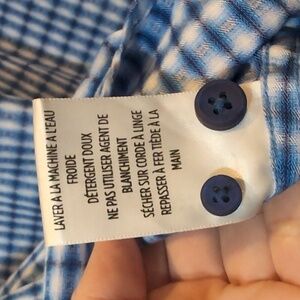 LAVER À LA MACHINE À L'EAU
FROIDE
DÉTERGENT DOUX
NE PAS UTILISER AGENT DE
BLANCHIMENT
SÉCHER SUR CORDE À LINGE
REPASSER À FER TIÈDE À LA
MAIN